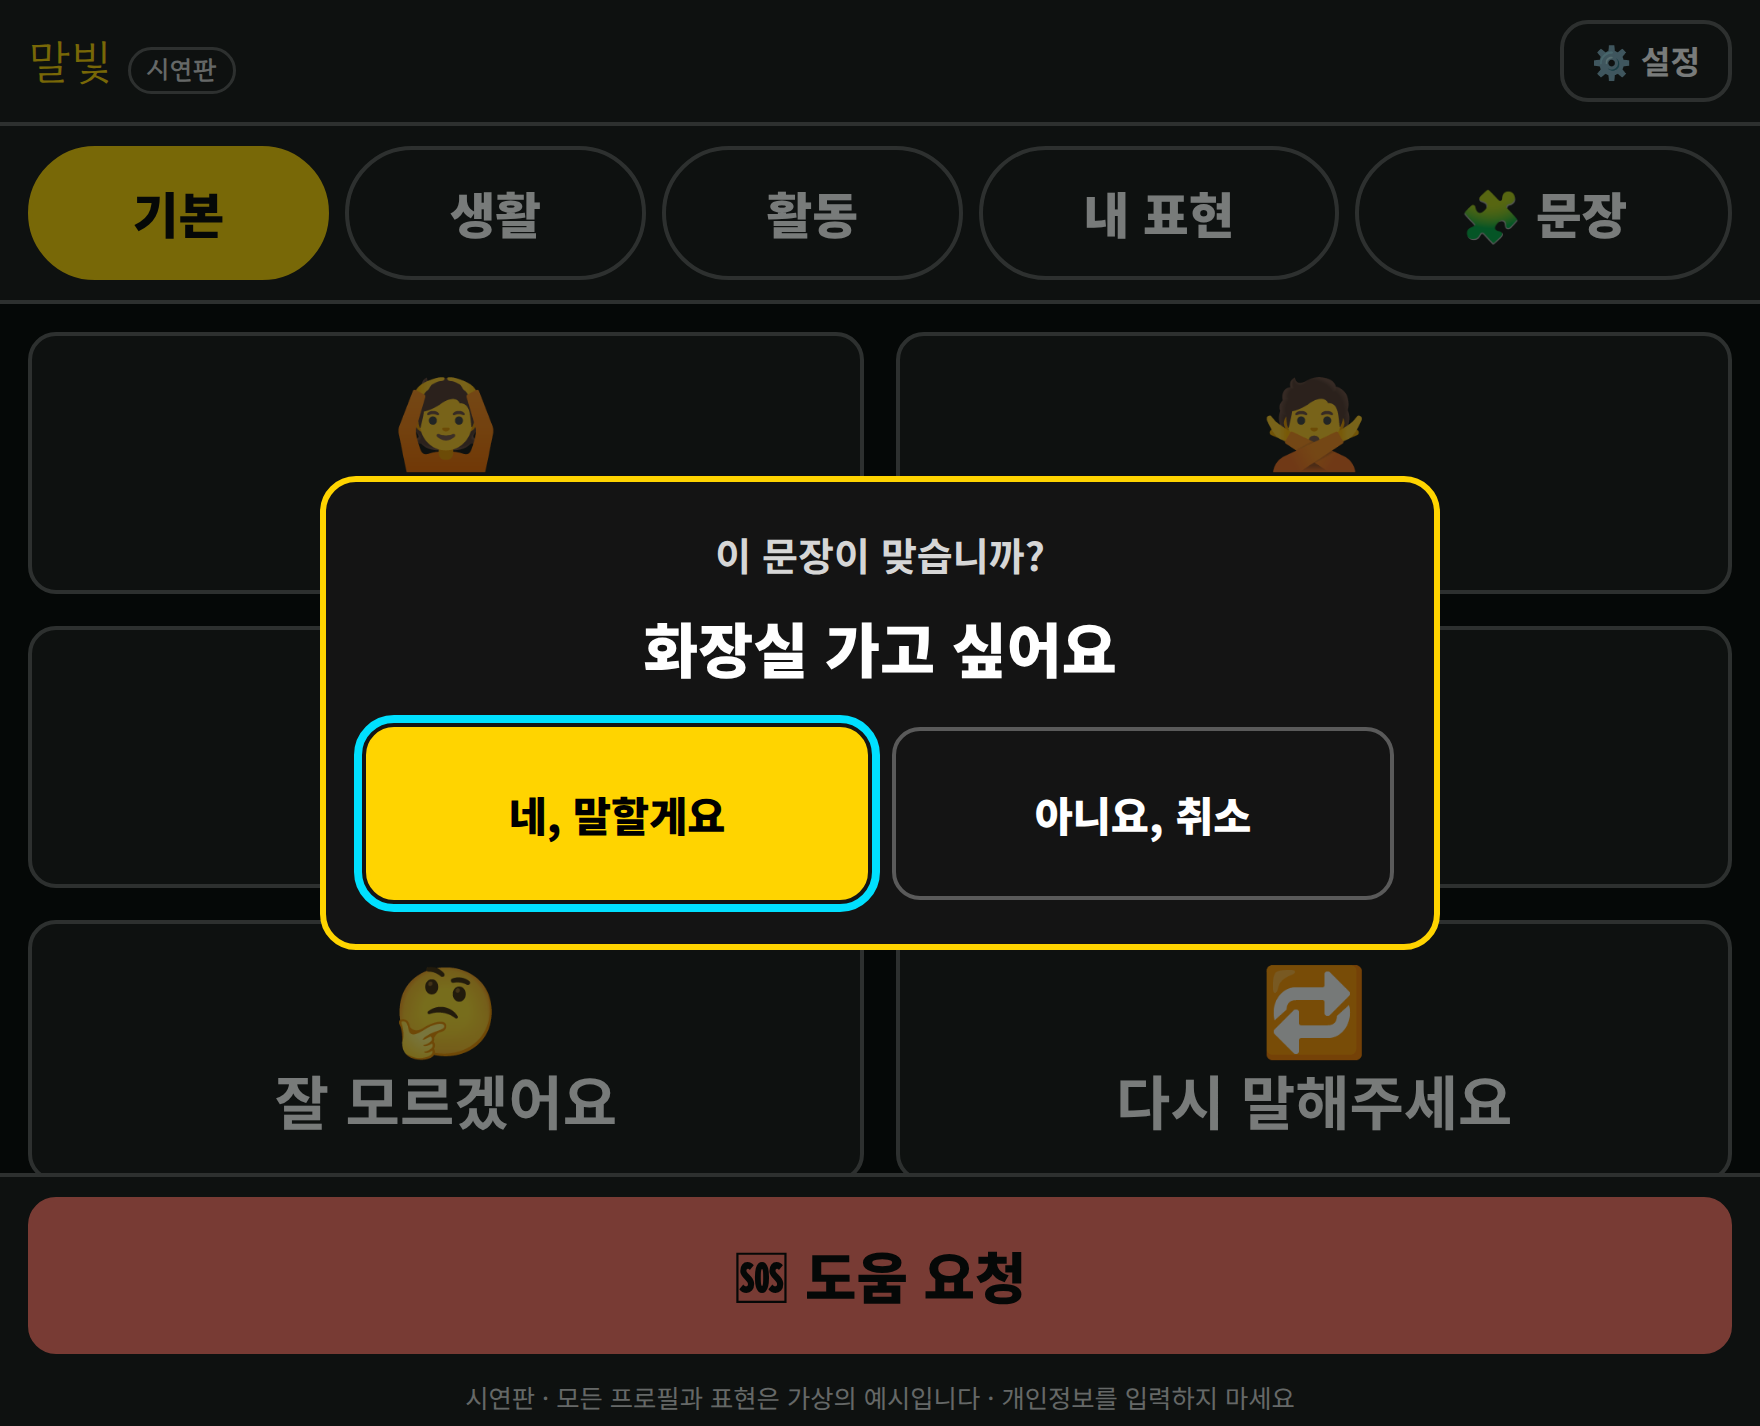 말빛 시연판
⚙️ 설정
기본
생활
활동
내 표현
🧩 문장
이 문장이 맞습니까?
화장실 가고 싶어요
네, 말할게요
아니요, 취소
잘 모르겠어요
다시 말해주세요
🆘 도움 요청
시연판 · 모든 프로필과 표현은 가상의 예시입니다 · 개인정보를 입력하지 마세요